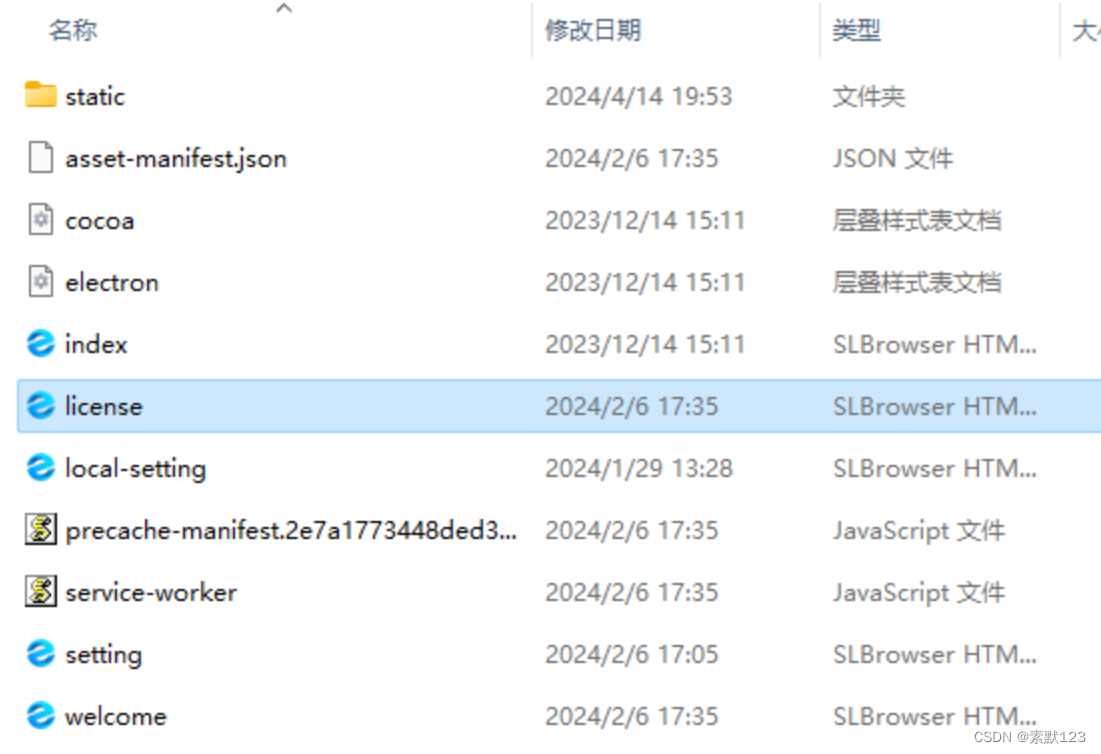 名称 修改日期 类型 大小
static 2024/4/14 19:53 文件夹
asset-manifest.json 2024/2/6 17:35 JSON 文件
cocoa 2023/12/14 15:11 层叠样式表文档
electron 2023/12/14 15:11 层叠样式表文档
index 2023/12/14 15:11 SLBrowser HTM...
license 2024/2/6 17:35 SLBrowser HTM...
local-setting 2024/1/29 13:28 SLBrowser HTM...
precache-manifest.2e7a1773448ded3... 2024/2/6 17:35 JavaScript 文件
service-worker 2024/2/6 17:35 JavaScript 文件
setting 2024/2/6 17:05 SLBrowser HTM...
welcome 2024/2/6 17:35 SLBrowser HTM...
CSDN @素默123